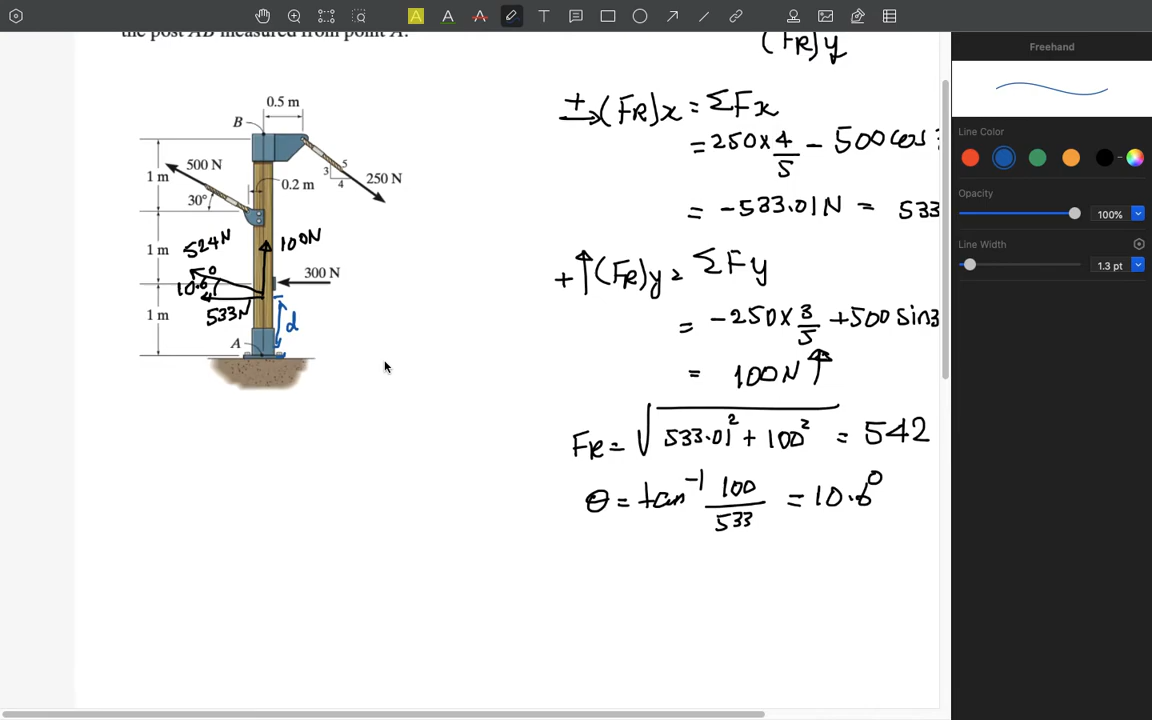 the post AB measured from point A.
(FR)y
0.5 m
B
+→(FR)x = ΣFx
= 250 × 4/5 - 500 cos
500 N
5
3
4
250 N
1 m
0.2 m
30°
= -533.01 N = 533
524N
100N
1 m
+↑(FR)y = ΣFy
300 N
10.6°
533N
= -250 × 3/5 + 500 sin3
1 m
d
A
= 100N ↑
FR = √533.01² + 100² = 542
θ = tan⁻¹ 100/533 = 10.6°
A
T
Freehand
Line Color
Opacity
100%
Line Width
1.3 pt